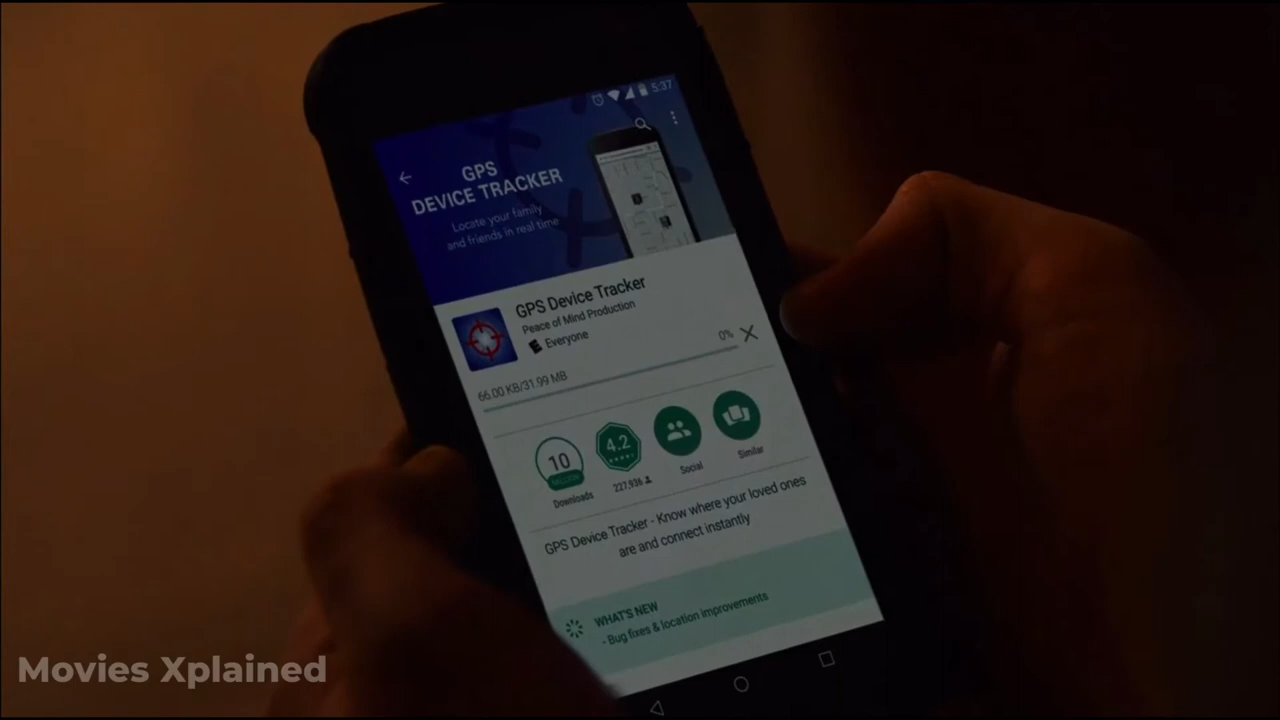 5:37
GPS
DEVICE TRACKER
Locate your family
and friends in real time
GPS Device Tracker
Peace of Mind Production
Everyone
0%
66.00 KB/31.99 MB
10
MILLION
4.2
Downloads
227,936
Social
Similar
GPS Device Tracker - Know where your loved ones
are and connect instantly
WHAT'S NEW
- Bug fixes & location improvements
Movies Xplained